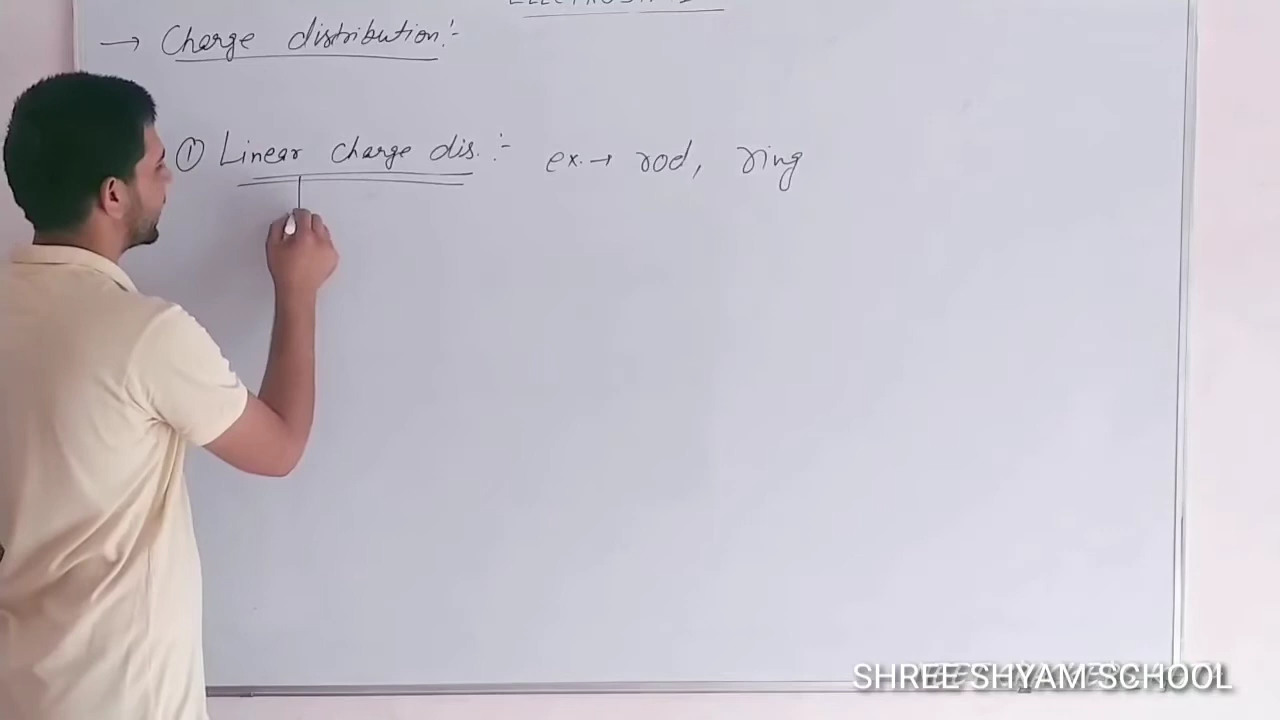 → Charge distribution:-
① Linear charge dis. :- ex. → rod, ring
SHREE SHYAM SCHOOL